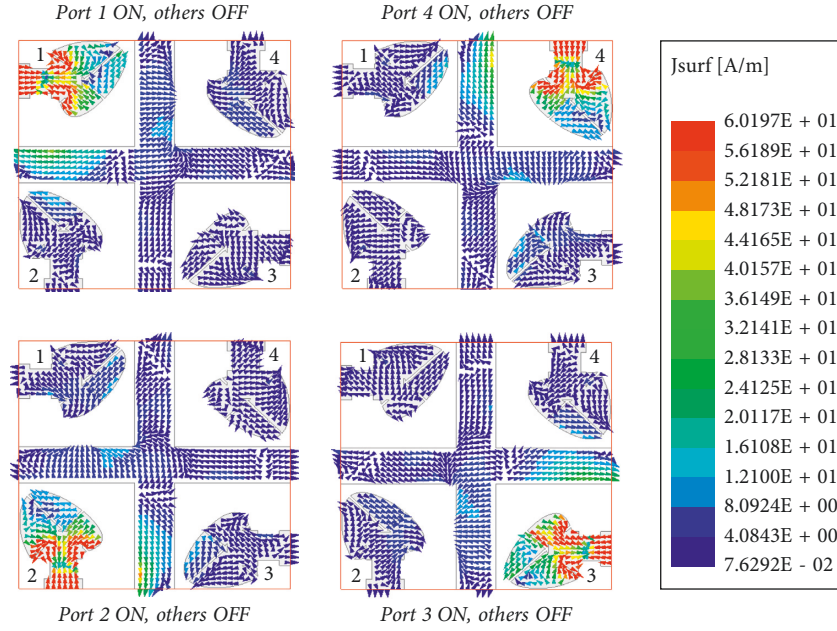 Port 1 ON, others OFF
Port 4 ON, others OFF
1
4
2
3
1
4
2
3
Jsurf [A/m]
6.0197E + 01
5.6189E + 01
5.2181E + 01
4.8173E + 01
4.4165E + 01
4.0157E + 01
3.6149E + 01
3.2141E + 01
2.8133E + 01
2.4125E + 01
2.0117E + 01
1.6108E + 01
1.2100E + 01
8.0924E + 00
4.0843E + 00
7.6292E - 02
1
4
2
3
1
4
2
3
Port 2 ON, others OFF
Port 3 ON, others OFF